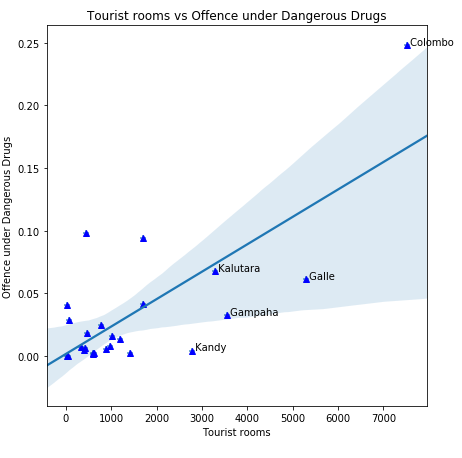 Tourist rooms vs Offence under Dangerous Drugs
0.25
0.20
0.15
0.10
0.05
0.00
Offence under Dangerous Drugs
Colombo
Kalutara
Galle
Gampaha
Kandy
0 1000 2000 3000 4000 5000 6000 7000
Tourist rooms